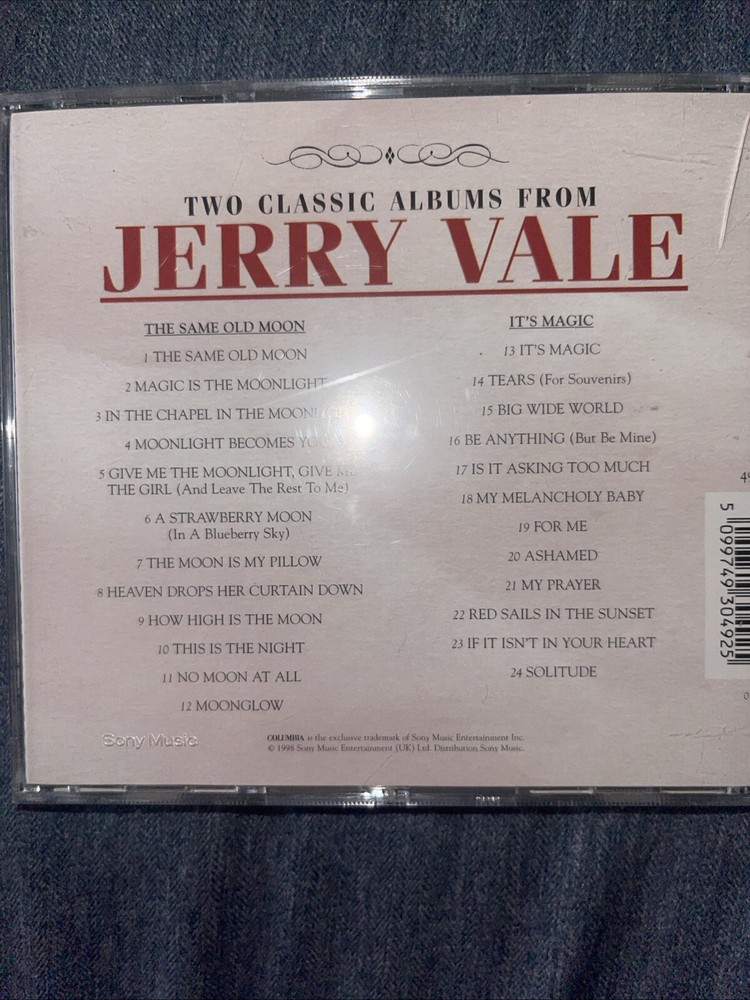 TWO CLASSIC ALBUMS FROM
JERRY VALE
THE SAME OLD MOON
1 THE SAME OLD MOON
2 MAGIC IS THE MOONLIGHT
3 IN THE CHAPEL IN THE
4 MOONLIGHT BECOMES
5 GIVE ME THE MOONLIGHT, GIVE
THE GIRL (And Leave The Rest To Me)
6 A STRAWBERRY MOON
(In A Blueberry Sky)
7 THE MOON IS MY PILLOW
8 HEAVEN DROPS HER CURTAIN DOWN
9 HOW HIGH IS THE MOON
10 THIS IS THE NIGHT
11 NO MOON AT ALL
12 MOONGLOW
IT'S MAGIC
13 IT'S MAGIC
14 TEARS (For Souvenirs)
15 BIG WIDE WORLD
16 BE ANYTHING (But Be Mine)
17 IS IT ASKING TOO MUCH
18 MY MELANCHOLY BABY
19 FOR ME
20 ASHAMED
21 MY PRAYER
22 RED SAILS IN THE SUNSET
23 IF IT ISN'T IN YOUR HEART
24 SOLITUDE
5 099749 304925
Sony Music
COLUMBIA is the exclusive trademark of Sony Music Entertainment Inc.
© 1998 Sony Music Entertainment (UK) Ltd. Distribution Sony Music.